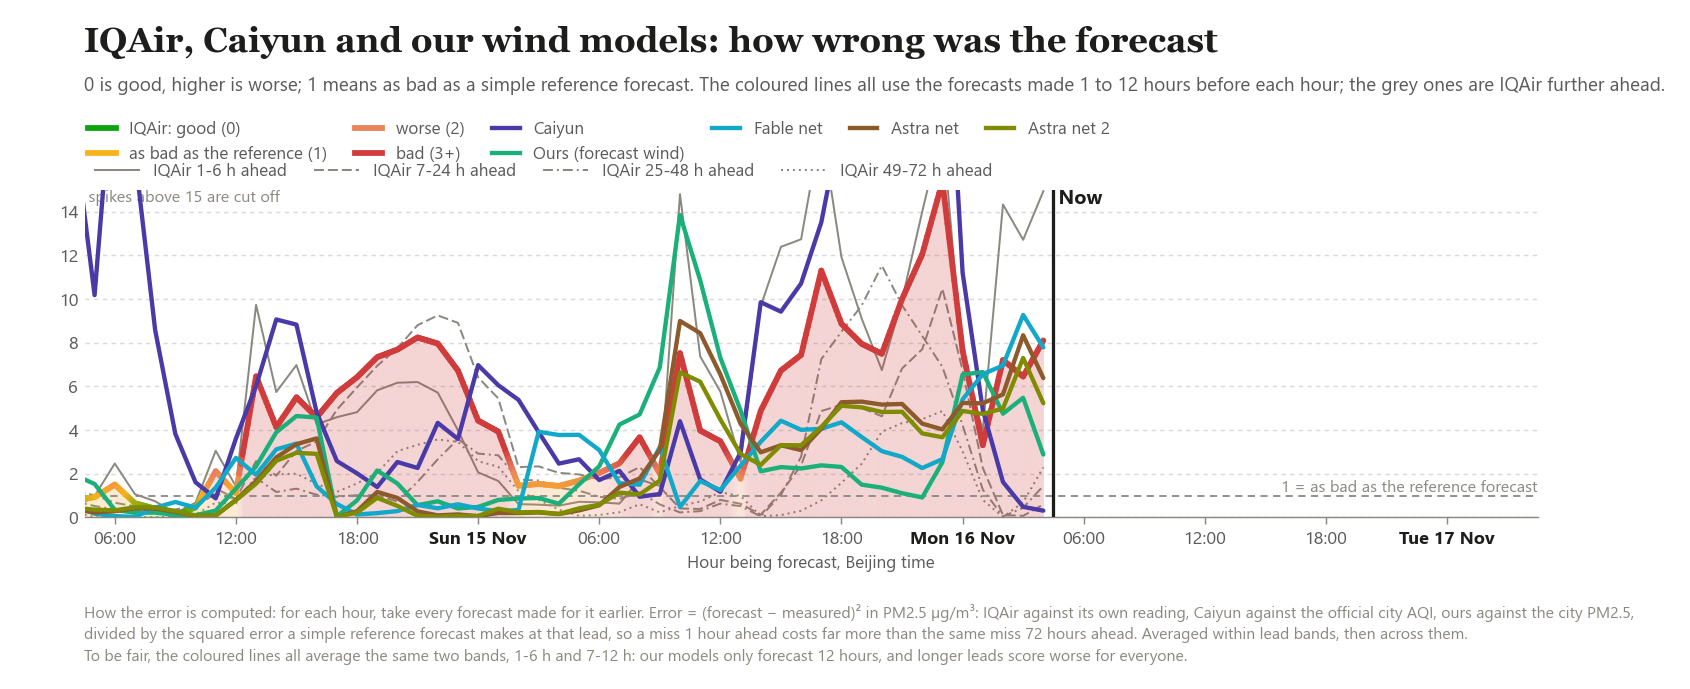 IQAir, Caiyun and our wind models: how wrong was the forecast
0 is good, higher is worse; 1 means as bad as a simple reference forecast. The coloured lines all use the forecasts made 1 to 12 hours before each hour; the grey ones are IQAir further ahead.
IQAir: good (0) worse (2) Caiyun Fable net Astra net Astra net 2
as bad as the reference (1) bad (3+) Ours (forecast wind)
IQAir 1-6 h ahead IQAir 7-24 h ahead IQAir 25-48 h ahead IQAir 49-72 h ahead
spikes above 15 are cut off
Now
14
12
10
8
6
4
2
1 = as bad as the reference forecast
0
06:00 12:00 18:00 Sun 15 Nov 06:00 12:00 18:00 Mon 16 Nov 06:00 12:00 18:00 Tue 17 Nov
Hour being forecast, Beijing time
How the error is computed: for each hour, take every forecast made for it earlier. Error = (forecast − measured)² in PM2.5 µg/m³: IQAir against its own reading, Caiyun against the official city AQI, ours against the city PM2.5,
divided by the squared error a simple reference forecast makes at that lead, so a miss 1 hour ahead costs far more than the same miss 72 hours ahead. Averaged within lead bands, then across them.
To be fair, the coloured lines all average the same two bands, 1-6 h and 7-12 h: our models only forecast 12 hours, and longer leads score worse for everyone.